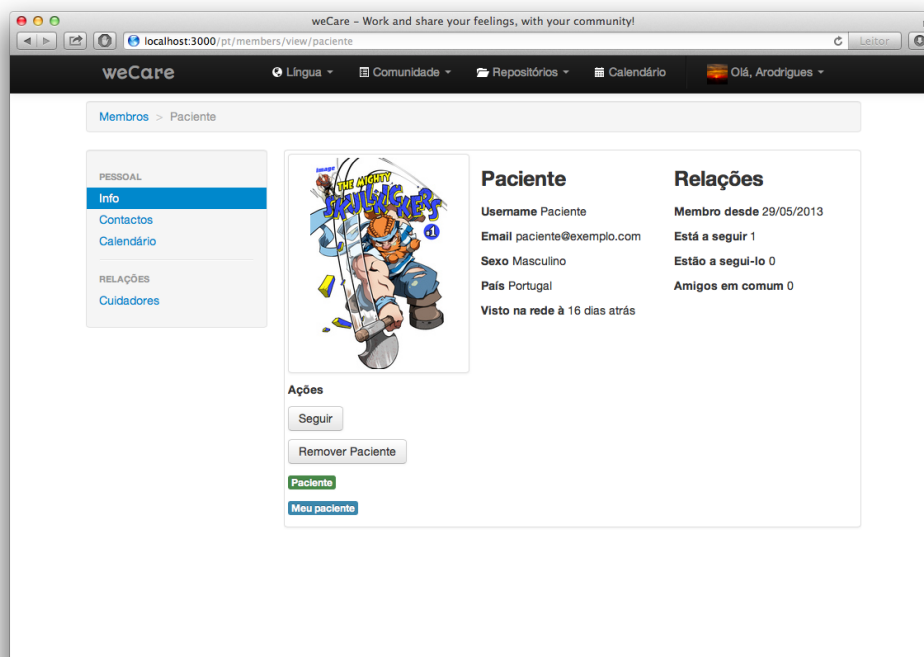 weCare – Work and share your feelings, with your community!
localhost:3000/pt/members/view/paciente
Leitor
weCare
Língua
Comunidade
Repositórios
Calendário
Olá, Arodrigues
Membros > Paciente
PESSOAL
Info
Contactos
Calendário
RELAÇÕES
Cuidadores
image
THE MIGHTY
SKULLKICKERS
#1
Paciente
Username Paciente
Email paciente@exemplo.com
Sexo Masculino
País Portugal
Visto na rede à 16 dias atrás
Relações
Membro desde 29/05/2013
Está a seguir 1
Estão a segui-lo 0
Amigos em comum 0
Ações
Seguir
Remover Paciente
Paciente
Meu paciente